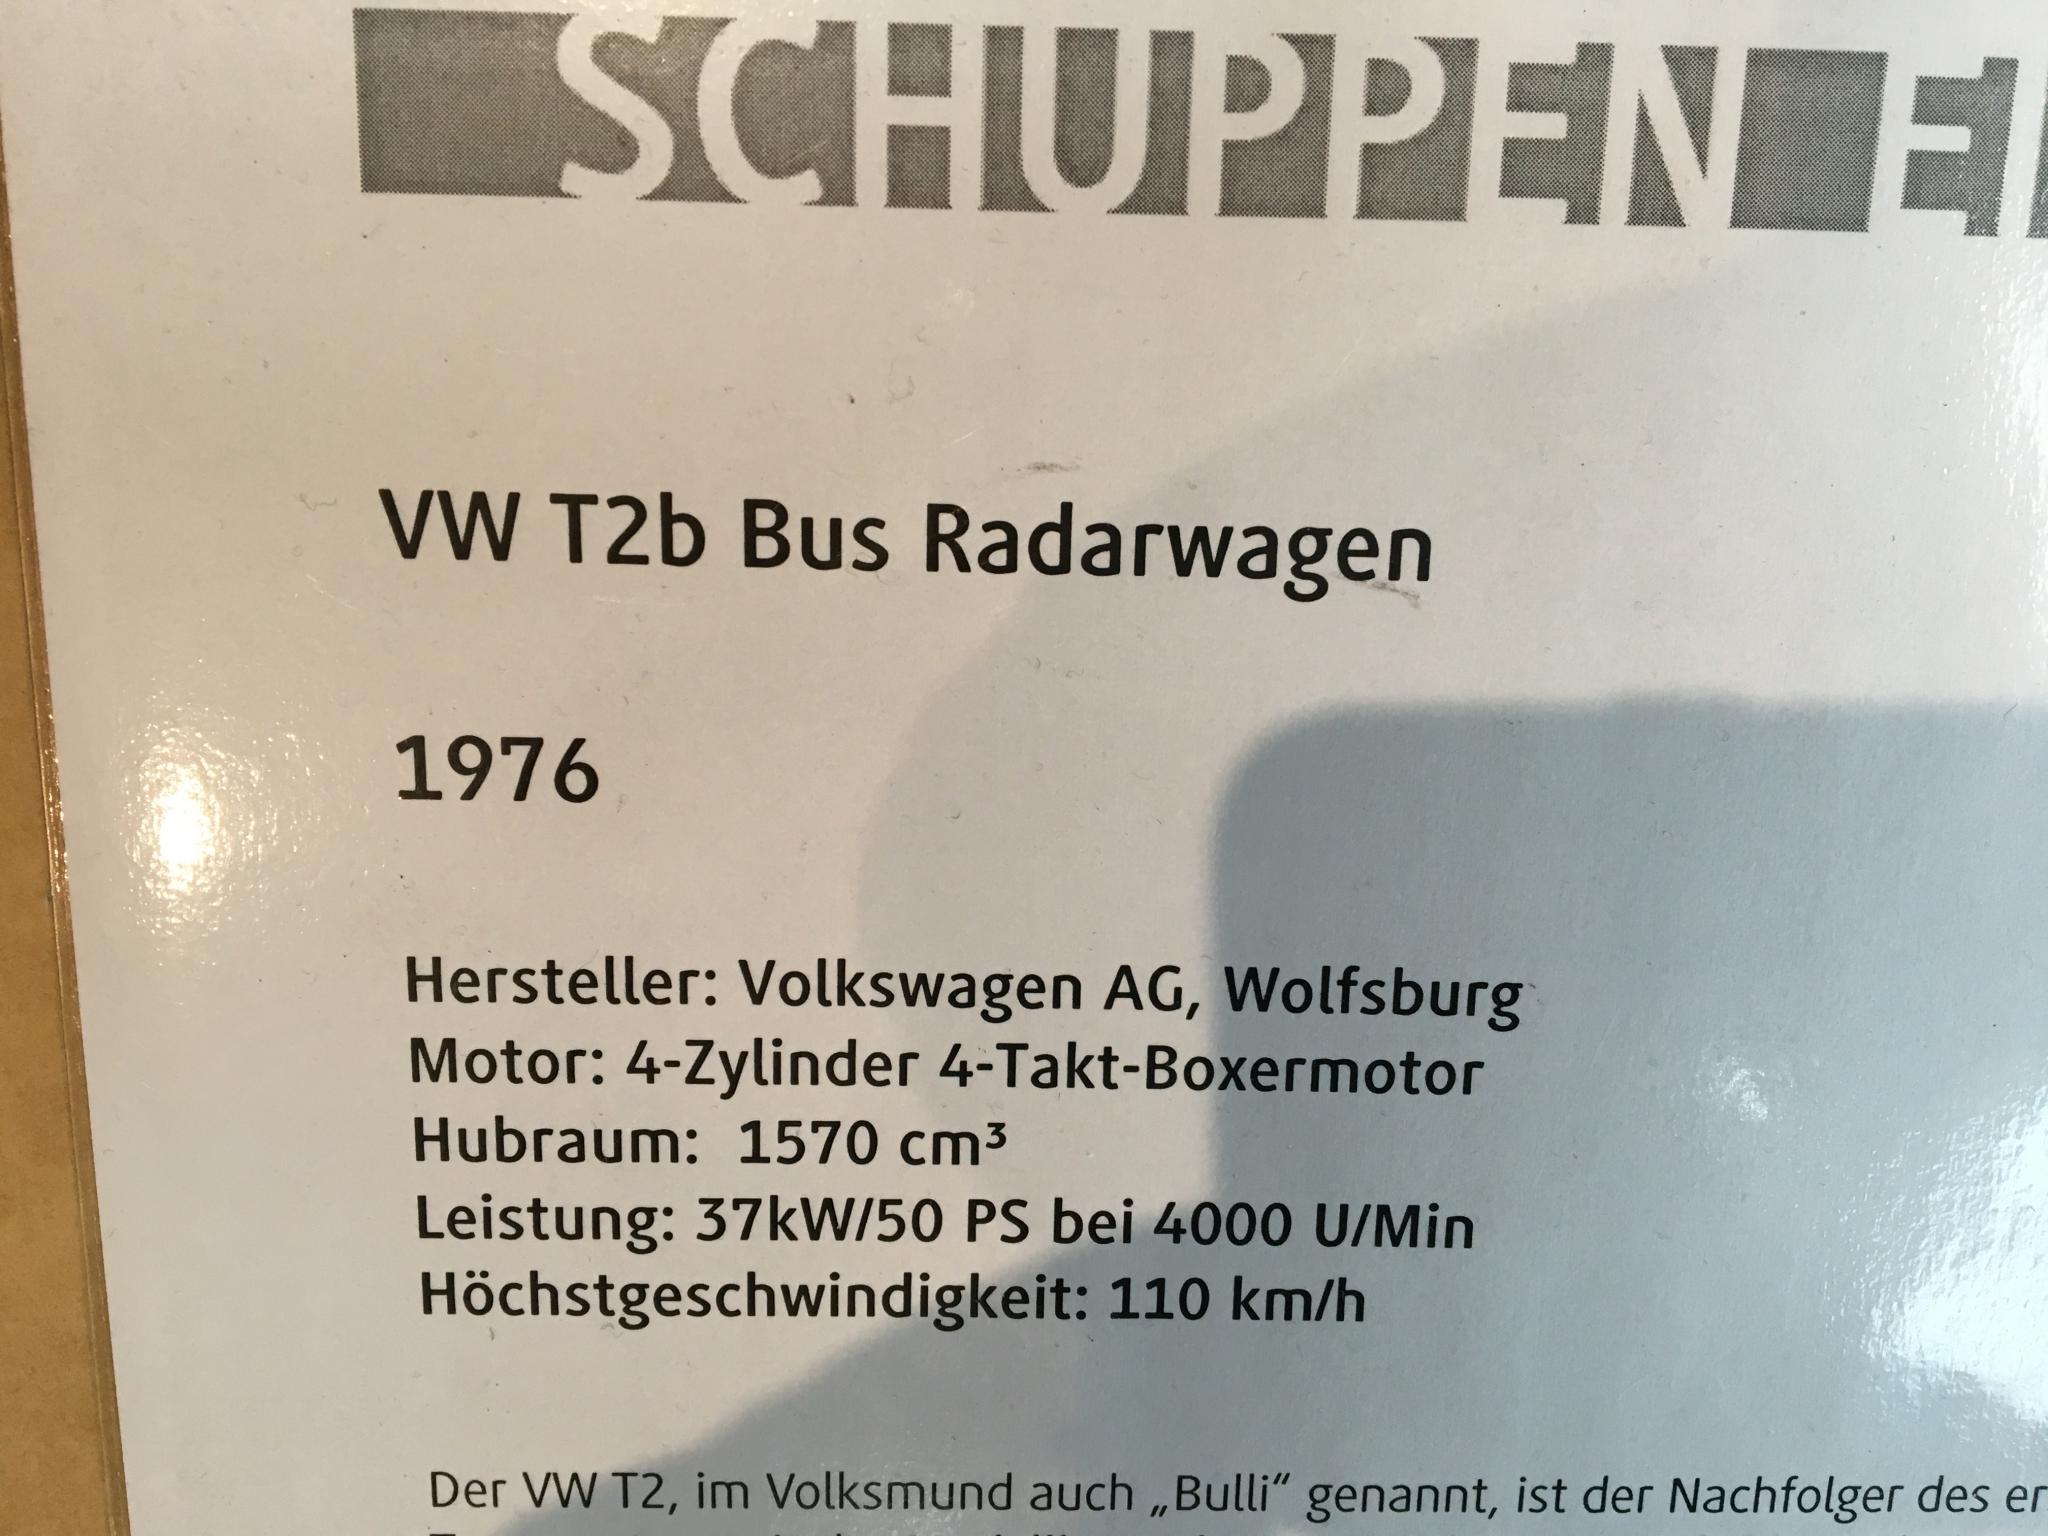 SCHUPPEN
VW T2b Bus Radarwagen
1976
Hersteller: Volkswagen AG, Wolfsburg
Motor: 4-Zylinder 4-Takt-Boxermotor
Hubraum: 1570 cm³
Leistung: 37kW/50 PS bei 4000 U/Min
Höchstgeschwindigkeit: 110 km/h
Der VW T2, im Volksmund auch „Bulli“ genannt, ist der Nachfolger des